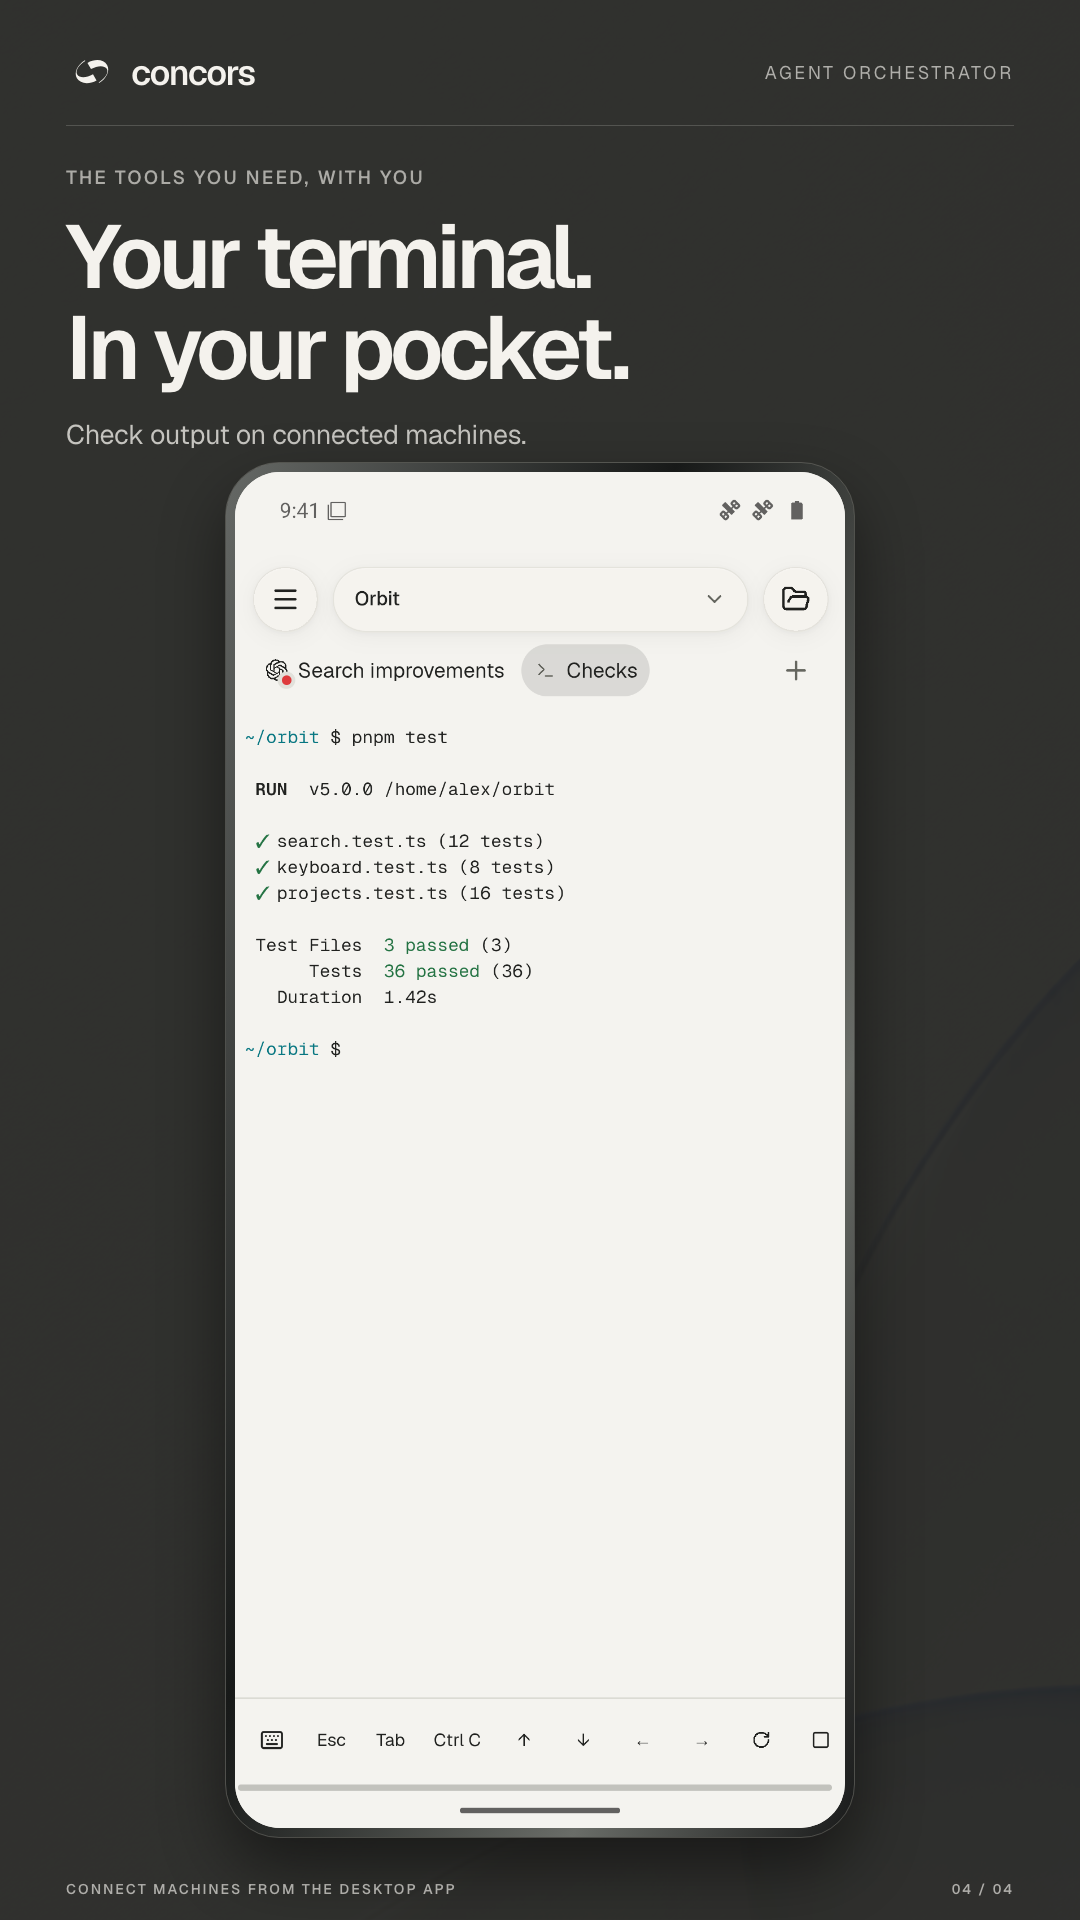 concors
AGENT ORCHESTRATOR
THE TOOLS YOU NEED, WITH YOU
Your terminal.
In your pocket.
Check output on connected machines.
9:41
Orbit
Search improvements
>_ Checks
~/orbit $ pnpm test
RUN v5.0.0 /home/alex/orbit
✓ search.test.ts (12 tests)
✓ keyboard.test.ts (8 tests)
✓ projects.test.ts (16 tests)
Test Files 3 passed (3)
Tests 36 passed (36)
Duration 1.42s
~/orbit $
Esc Tab Ctrl C ↑ ↓ ← →
CONNECT MACHINES FROM THE DESKTOP APP
04 / 04